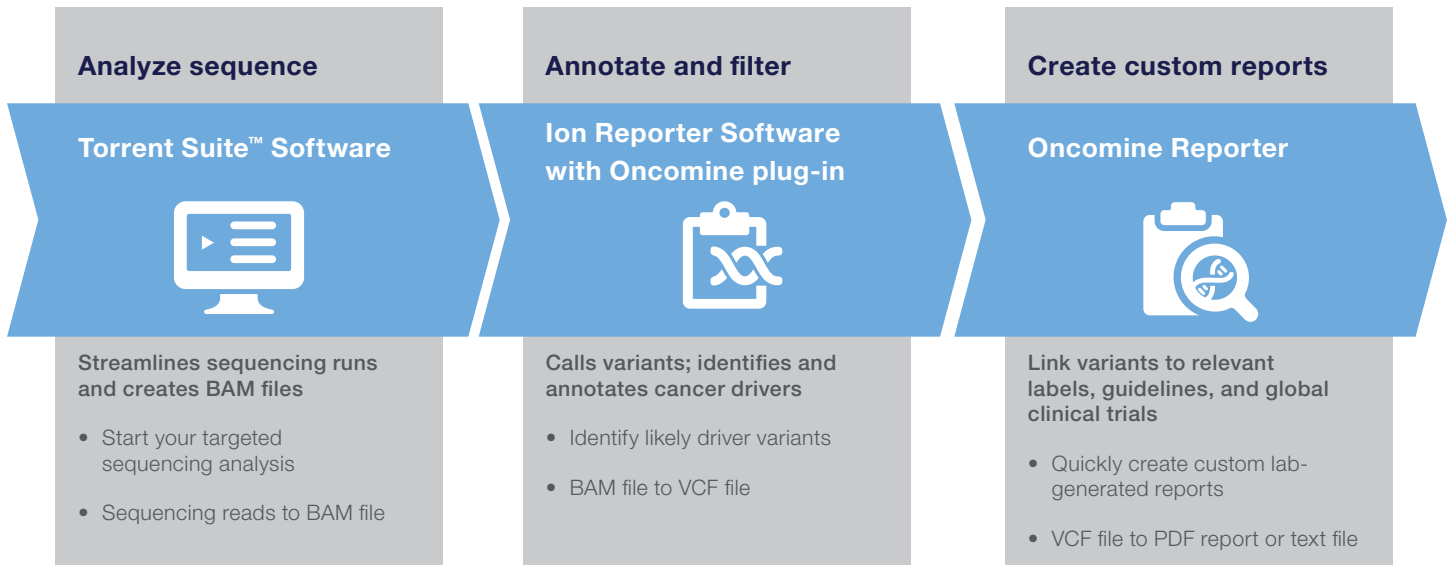 Analyze sequence
Torrent Suite™ Software
Streamlines sequencing runs
and creates BAM files
• Start your targeted
sequencing analysis
• Sequencing reads to BAM file
Annotate and filter
Ion Reporter Software
with Oncomine plug-in
Calls variants; identifies and
annotates cancer drivers
• Identify likely driver variants
• BAM file to VCF file
Create custom reports
Oncomine Reporter
Link variants to relevant
labels, guidelines, and global
clinical trials
• Quickly create custom lab-
generated reports
• VCF file to PDF report or text file